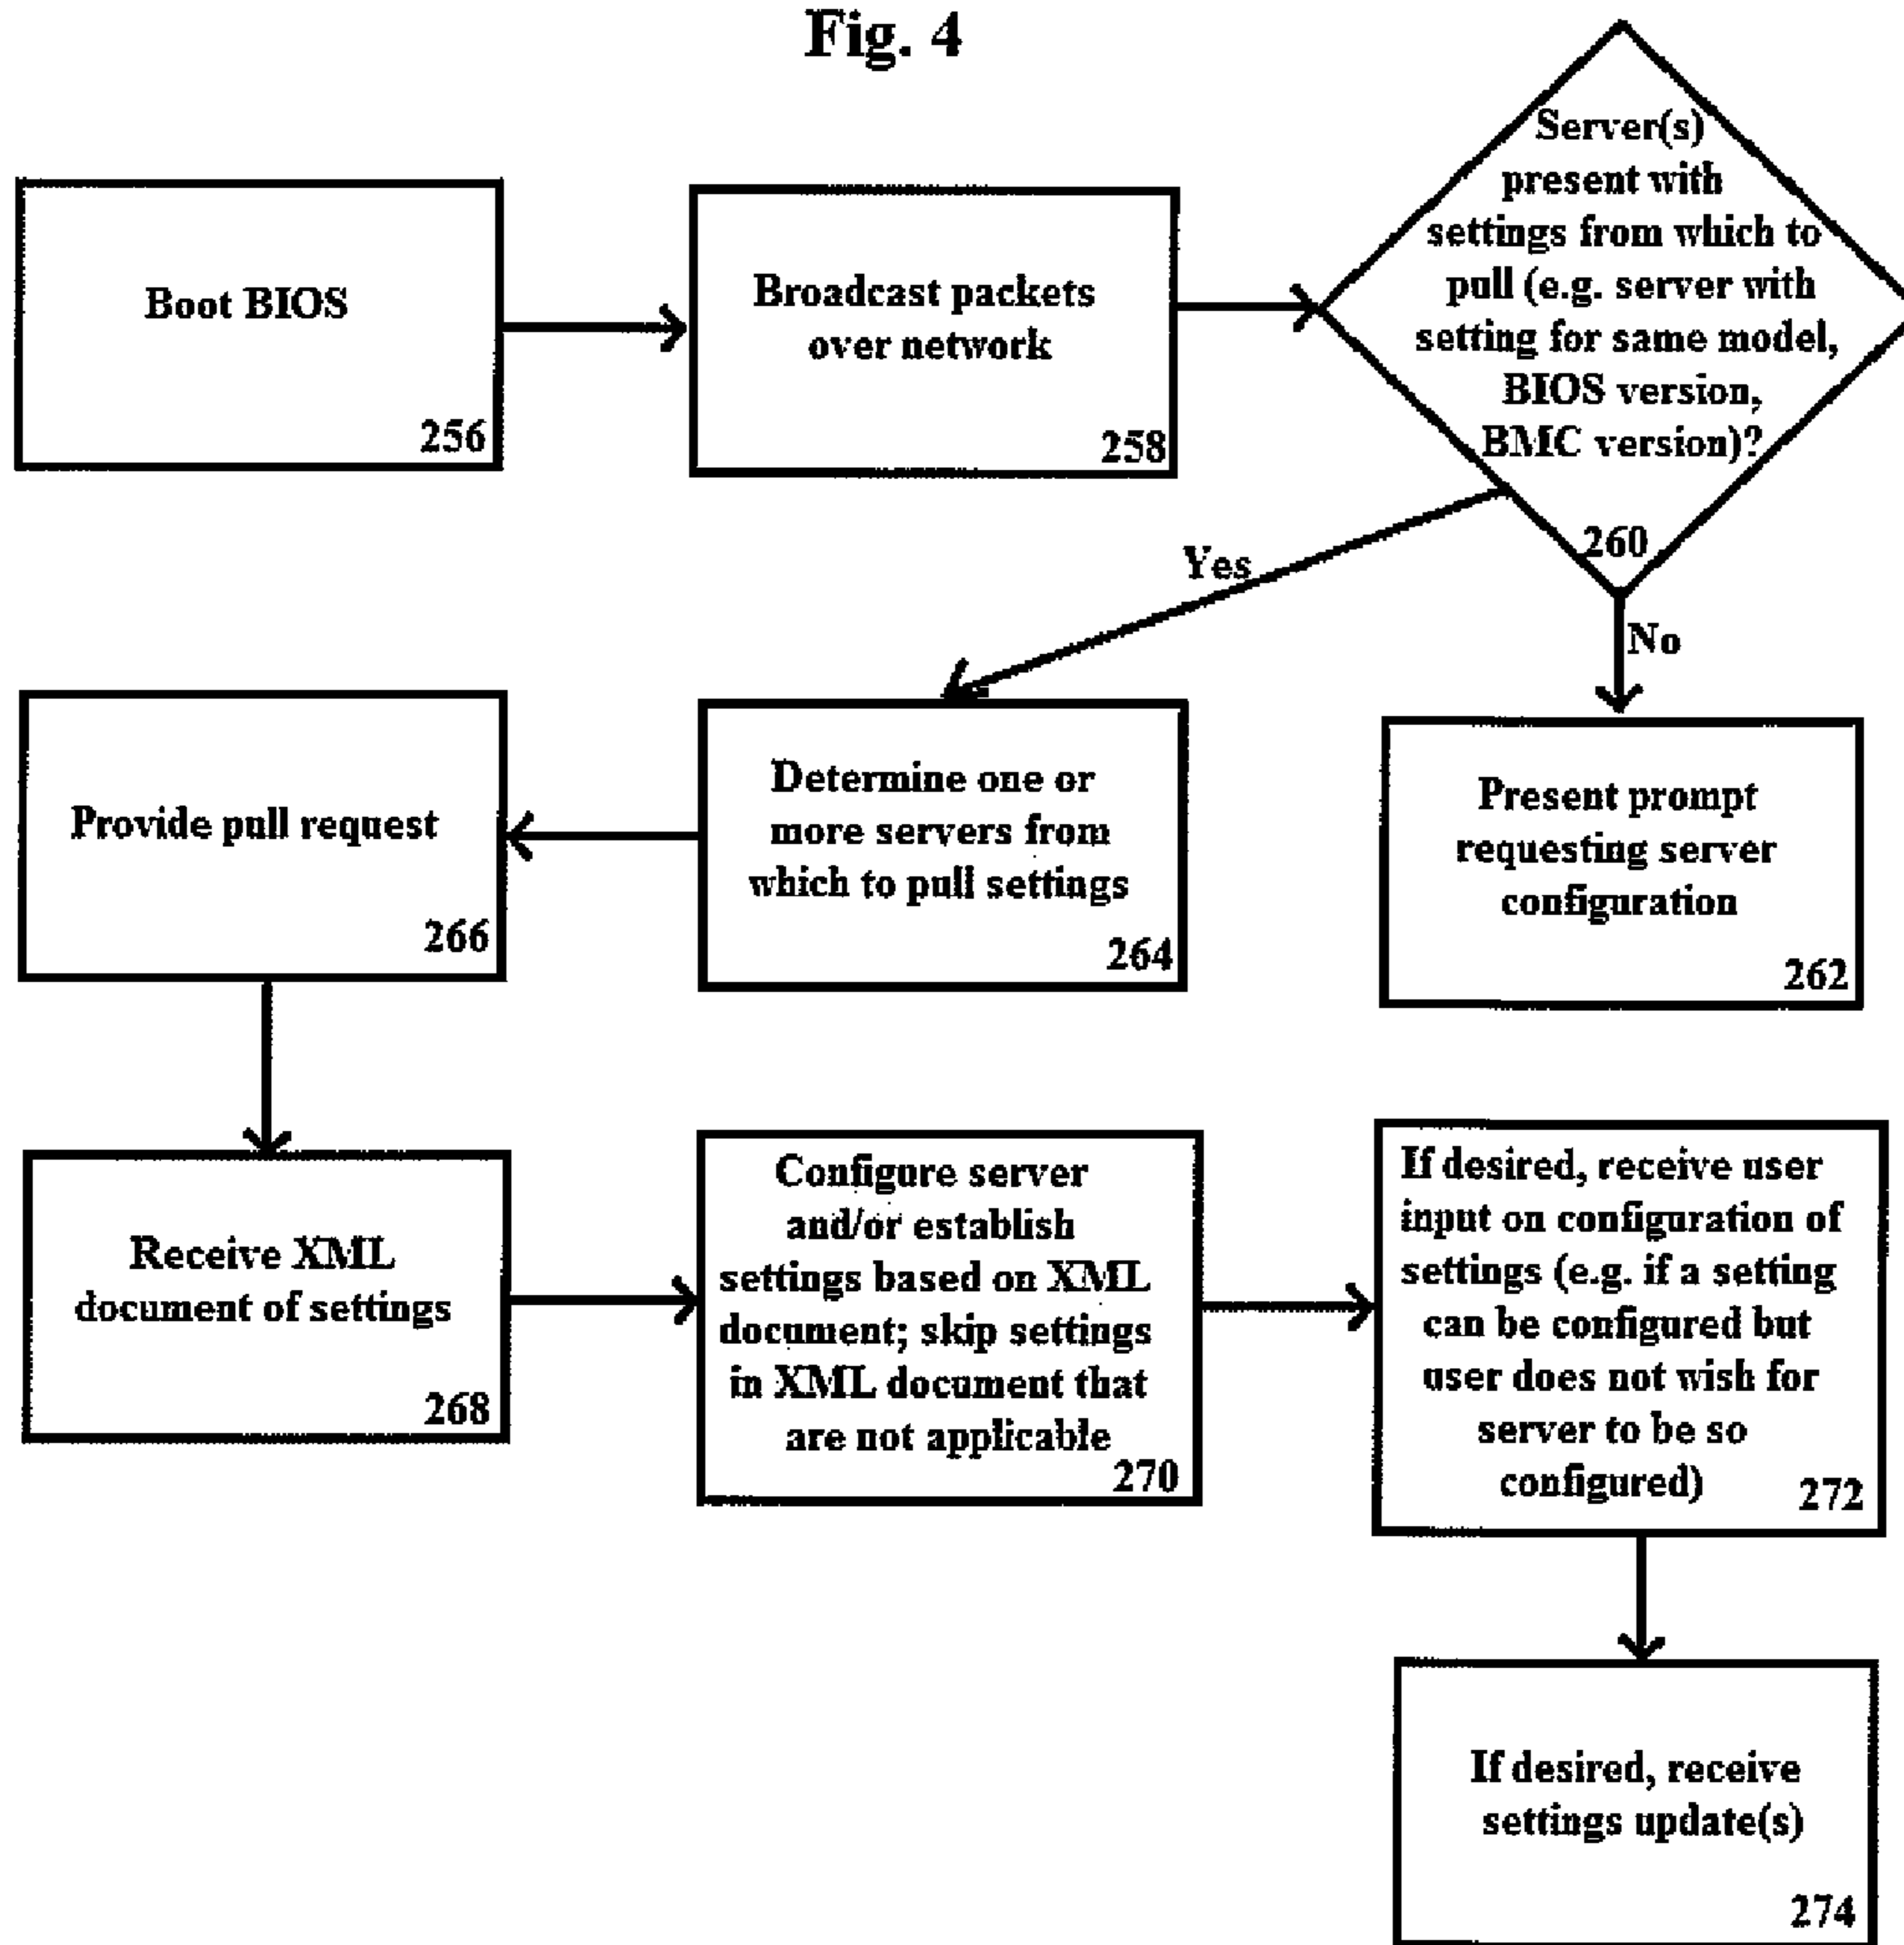 Fig. 4
Boot BIOS
256
Broadcast packets
over network
258
Server(s)
present with
settings from which to
pull (e.g. server with
setting for same model,
BIOS version,
BMC version)?
260
Yes
No
Present prompt
requesting server
configuration
262
Determine one or
more servers from
which to pull settings
264
Provide pull request
266
Receive XML
document of settings
268
Configure server
and/or establish
settings based on XML
document; skip settings
in XML document that
are not applicable
270
If desired, receive user
input on configuration of
settings (e.g. if a setting
can be configured but
user does not wish for
server to be so
configured)
272
If desired, receive
settings update(s)
274